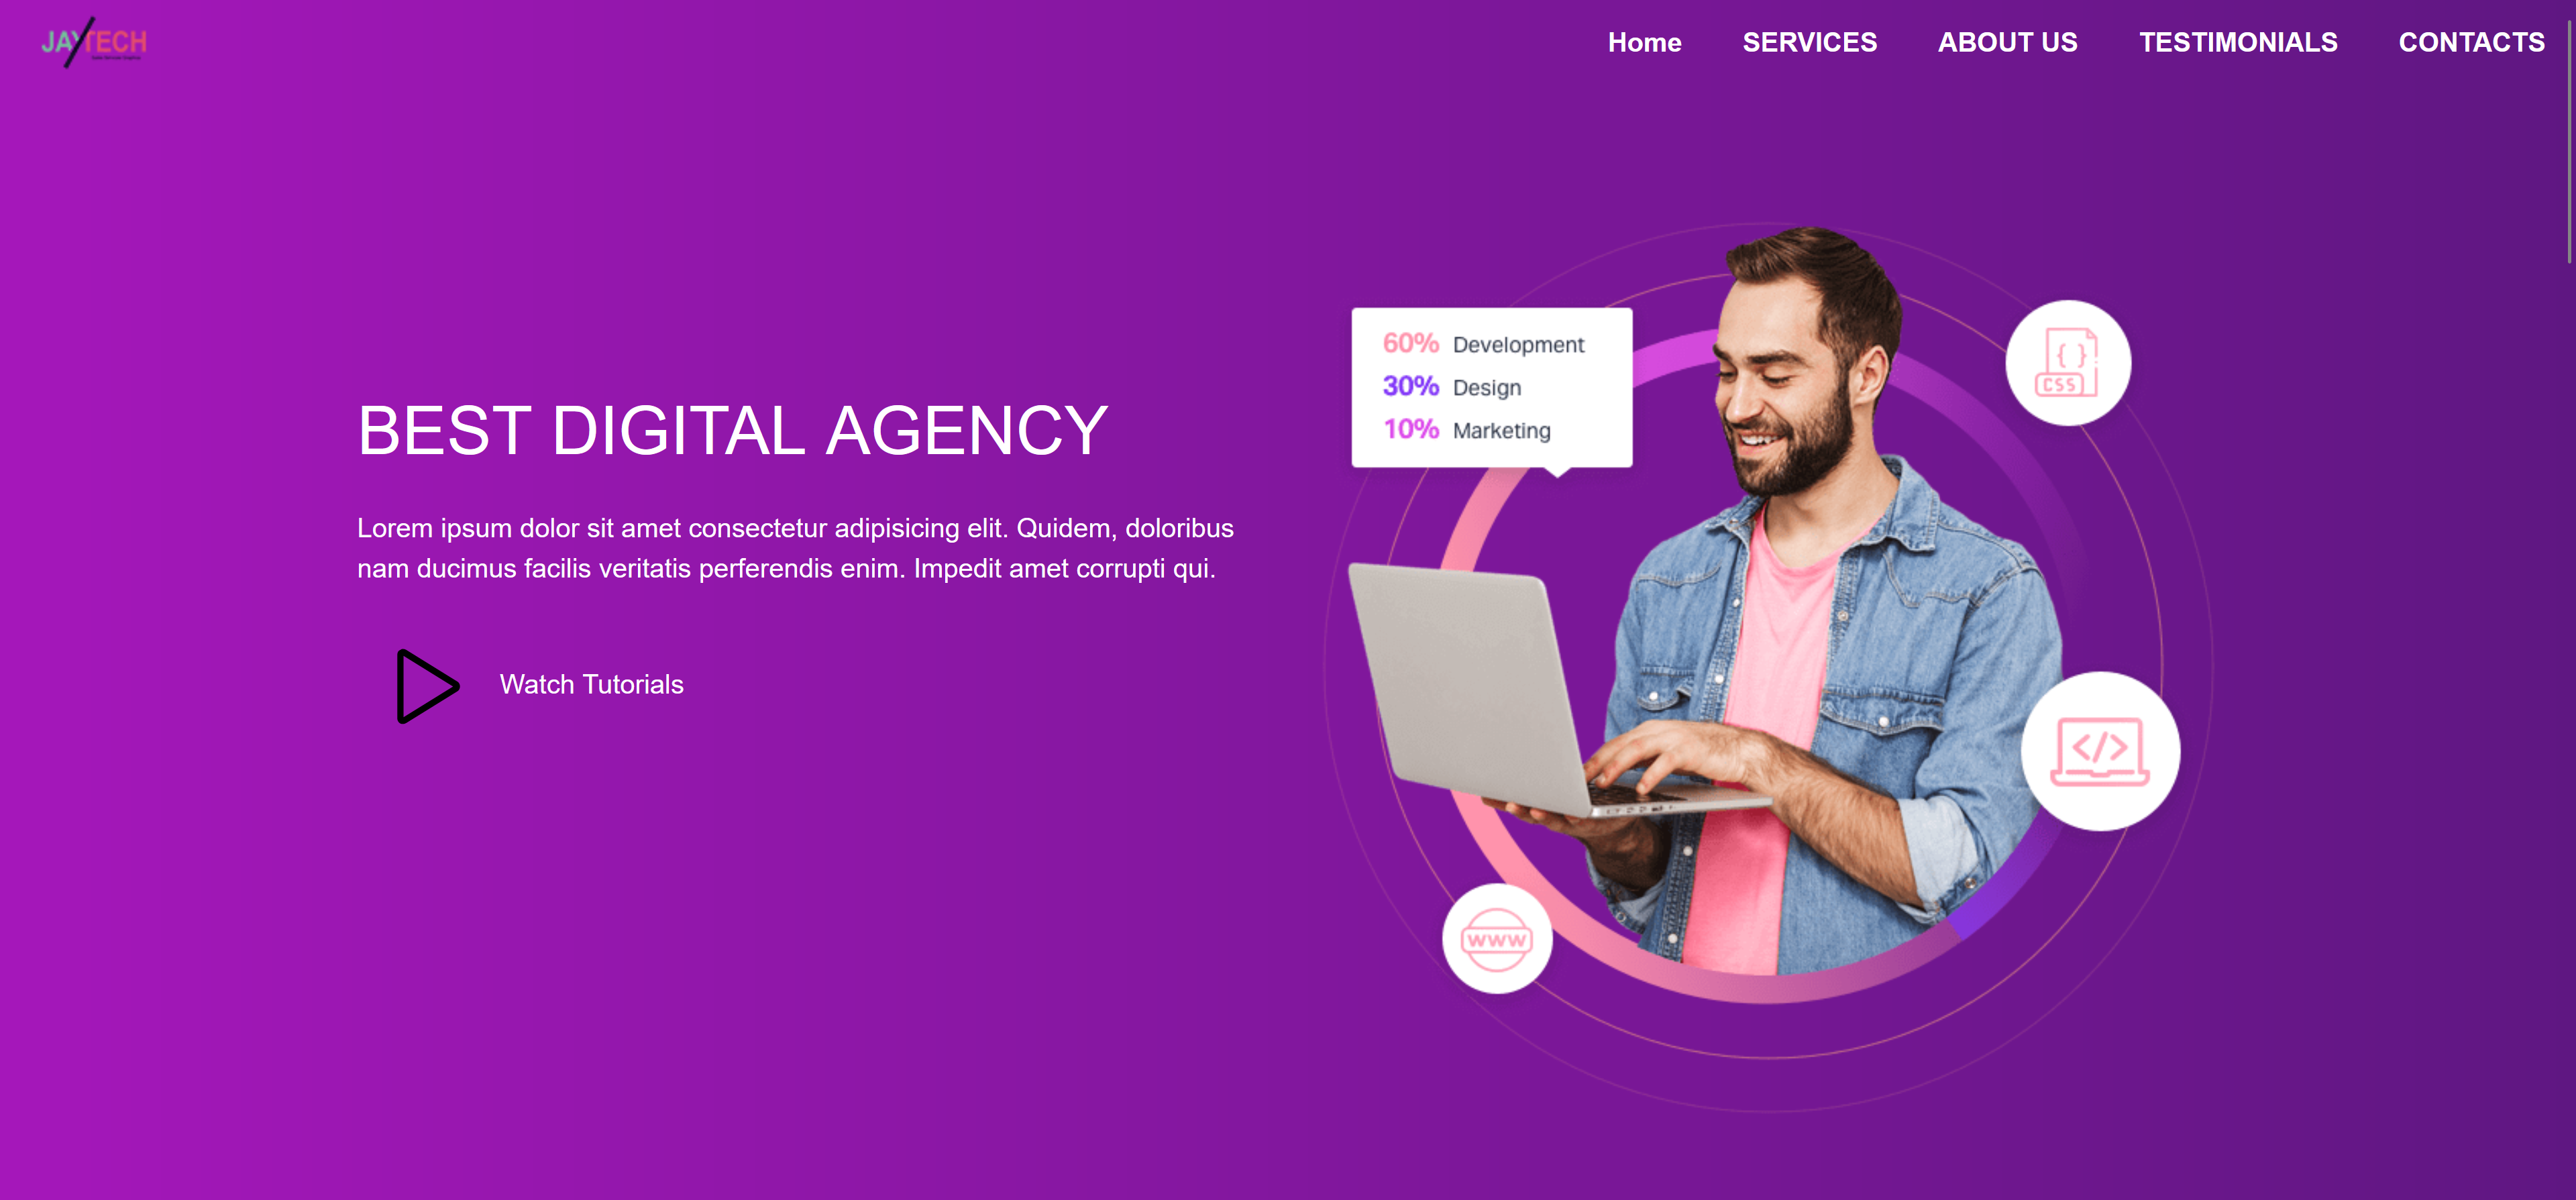 JAYTECH
Home SERVICES ABOUT US TESTIMONIALS CONTACTS
60% Development
30% Design
10% Marketing
{ }
CSS
BEST DIGITAL AGENCY
Lorem ipsum dolor sit amet consectetur adipisicing elit. Quidem, doloribus
nam ducimus facilis veritatis perferendis enim. Impedit amet corrupti qui.
Watch Tutorials
</>
WWW